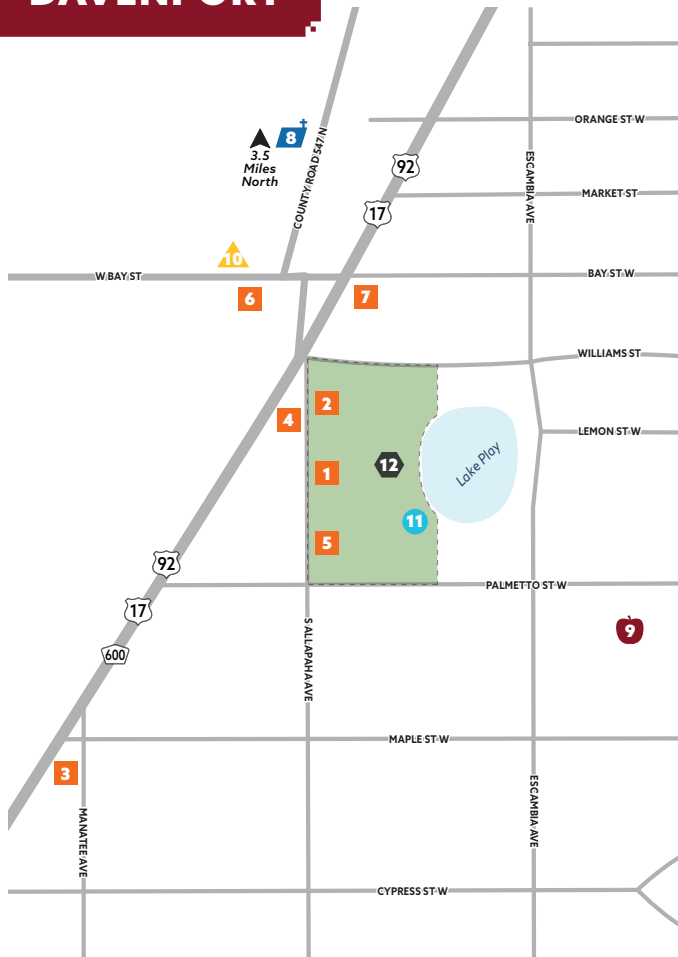 DAVENPORT
ORANGE ST W
8
3.5
Miles
North
COUNTY ROAD 547 N
92
ESCAMBIA AVE
MARKET ST
17
10
W BAY ST
BAY ST W
6
7
WILLIAMS ST
2
4
LEMON ST W
12
Lake Play
1
11
5
92
PALMETTO ST W
17
9
600
S ALLAPAHA AVE
MAPLE ST W
3
MANATEE AVE
ESCAMBIA AVE
CYPRESS ST W